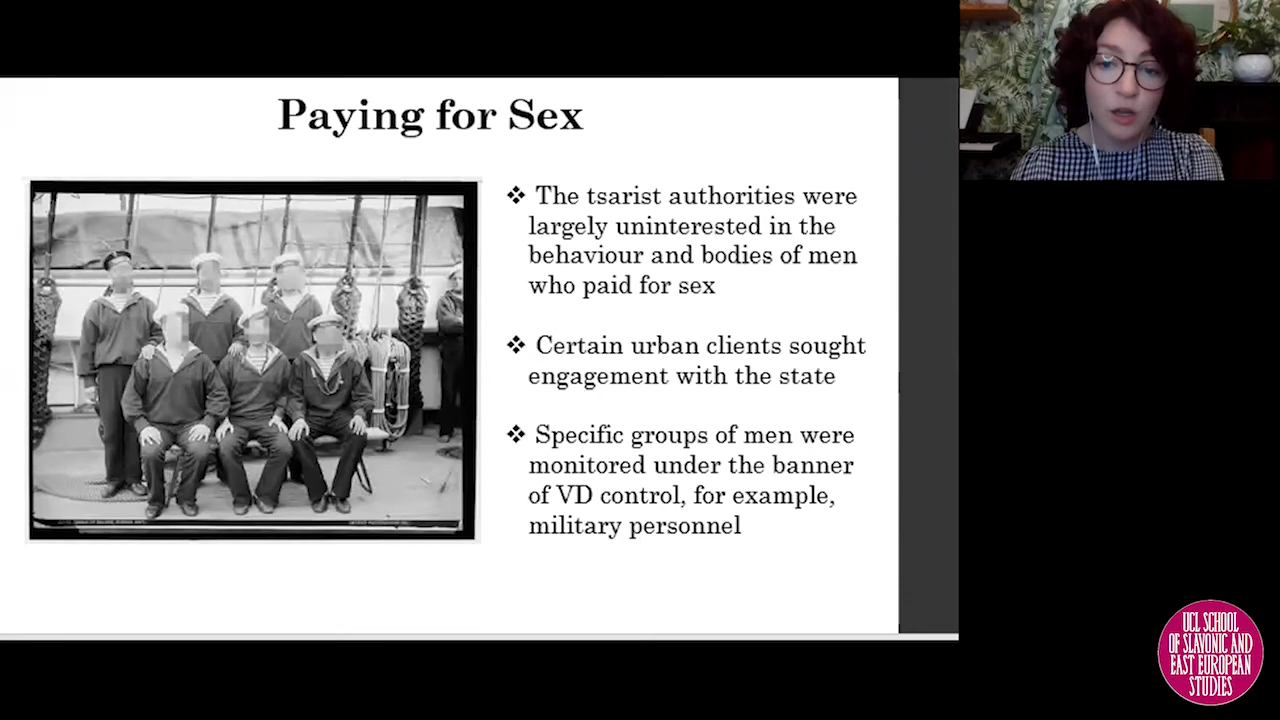 Paying for Sex
❖ The tsarist authorities were
largely uninterested in the
behaviour and bodies of men
who paid for sex
❖ Certain urban clients sought
engagement with the state
❖ Specific groups of men were
monitored under the banner
of VD control, for example,
military personnel
UCL SCHOOL
OF SLAVONIC AND
EAST EUROPEAN
STUDIES